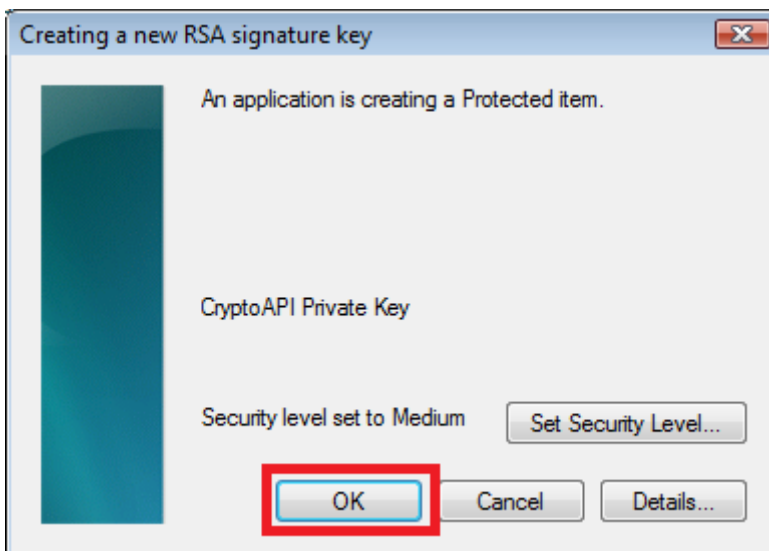 Creating a new RSA signature key
An application is creating a Protected item.
CryptoAPI Private Key
Security level set to Medium
Set Security Level...
OK
Cancel
Details...